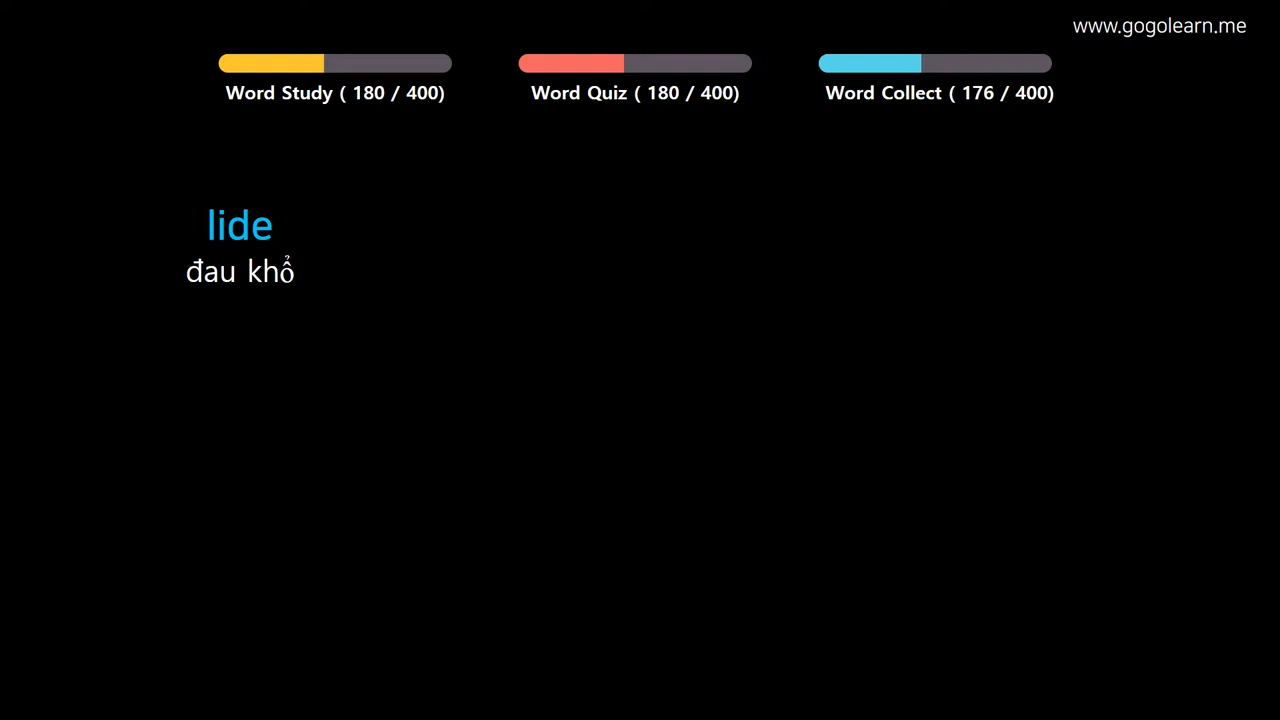 www.gogolearn.me
Word Study ( 180 / 400)
Word Quiz ( 180 / 400)
Word Collect ( 176 / 400)
lide
đau khổ